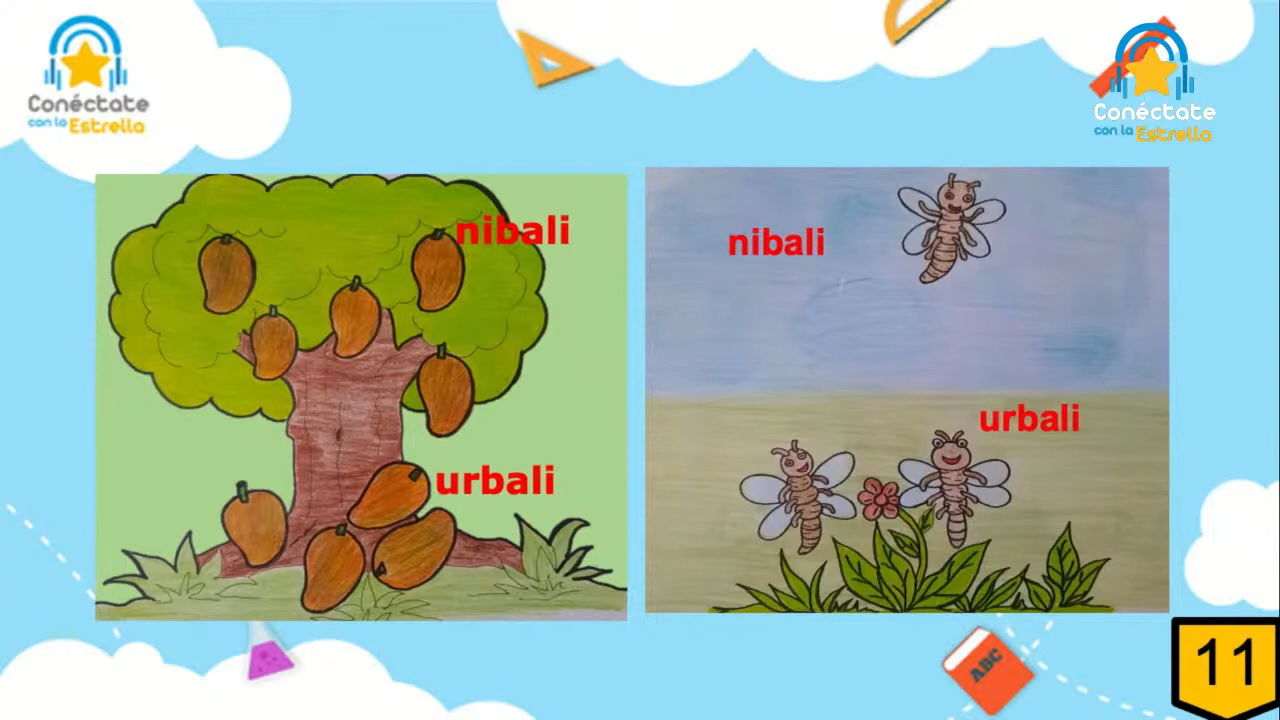 Conéctate
con la Estrella
Conéctate
con la Estrella
nibali
urbali
nibali
urbali
ABC
11